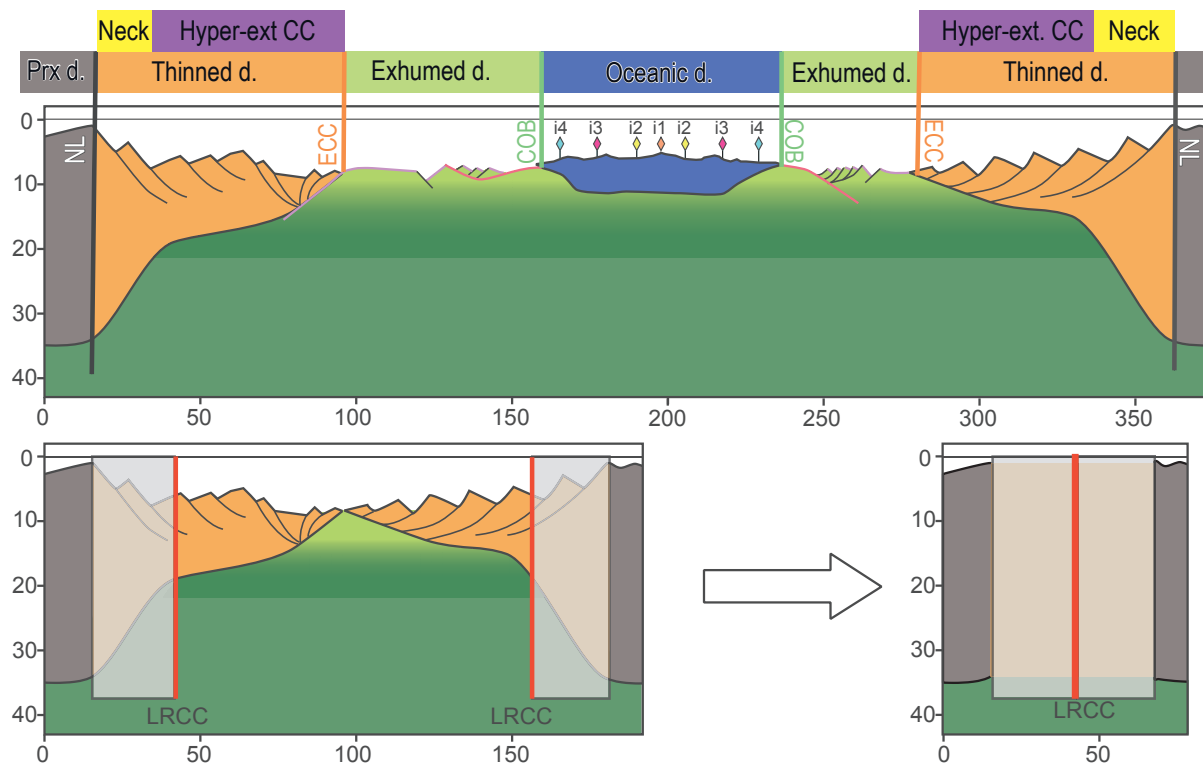 Neck Hyper-ext CC Hyper-ext. CC Neck
Prx d. Thinned d. Exhumed d. Oceanic d. Exhumed d. Thinned d.
0
10
20
30
40
NL ECC COB i4 i3 i2 i1 i2 i3 i4 COB ECC NL
0 50 100 150 200 250 300 350
0
10
20
30
40
LRCC LRCC
0 50 100 150
0
10
20
30
40
LRCC
0 50